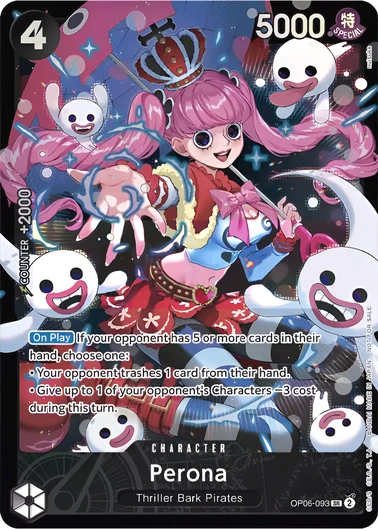 4
5000
特
SPECIAL
COUNTER +2000
On Play If your opponent has 5 or more cards in their
hand, choose one:
• Your opponent trashes 1 card from their hand.
• Give up to 1 of your opponent's Characters −3 cost
during this turn.
CHARACTER
Perona
Thriller Bark Pirates
OP06-093 SR 2